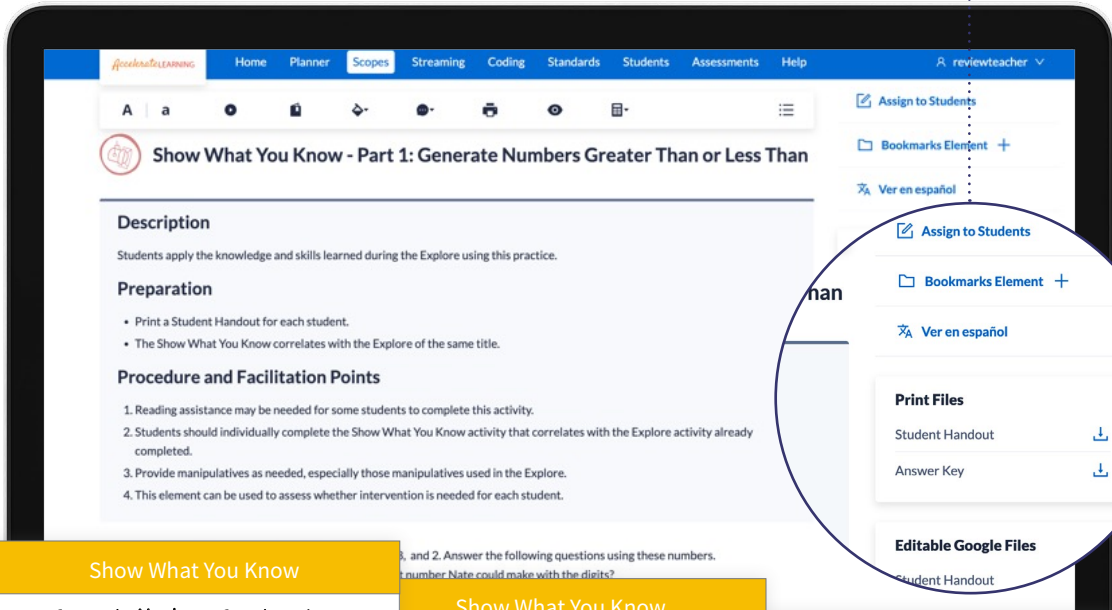 AccelerateLEARNING Home Planner Scopes Streaming Coding Standards Students Assessments Help reviewteacher
A a
Assign to Students
Bookmarks Element +
Ver en español
Show What You Know - Part 1: Generate Numbers Greater Than or Less Than
Description
Students apply the knowledge and skills learned during the Explore using this practice.
Preparation
• Print a Student Handout for each student.
• The Show What You Know correlates with the Explore of the same title.
Procedure and Facilitation Points
1. Reading assistance may be needed for some students to complete this activity.
2. Students should individually complete the Show What You Know activity that correlates with the Explore activity already
completed.
3. Provide manipulatives as needed, especially those manipulatives used in the Explore.
4. This element can be used to assess whether intervention is needed for each student.
, and 2. Answer the following questions using these numbers.
number Nate could make with the digits?
han
Assign to Students
Bookmarks Element +
Ver en español
Print Files
Student Handout
Answer Key
Editable Google Files
Student Handout
Show What You Know
Show What You Know